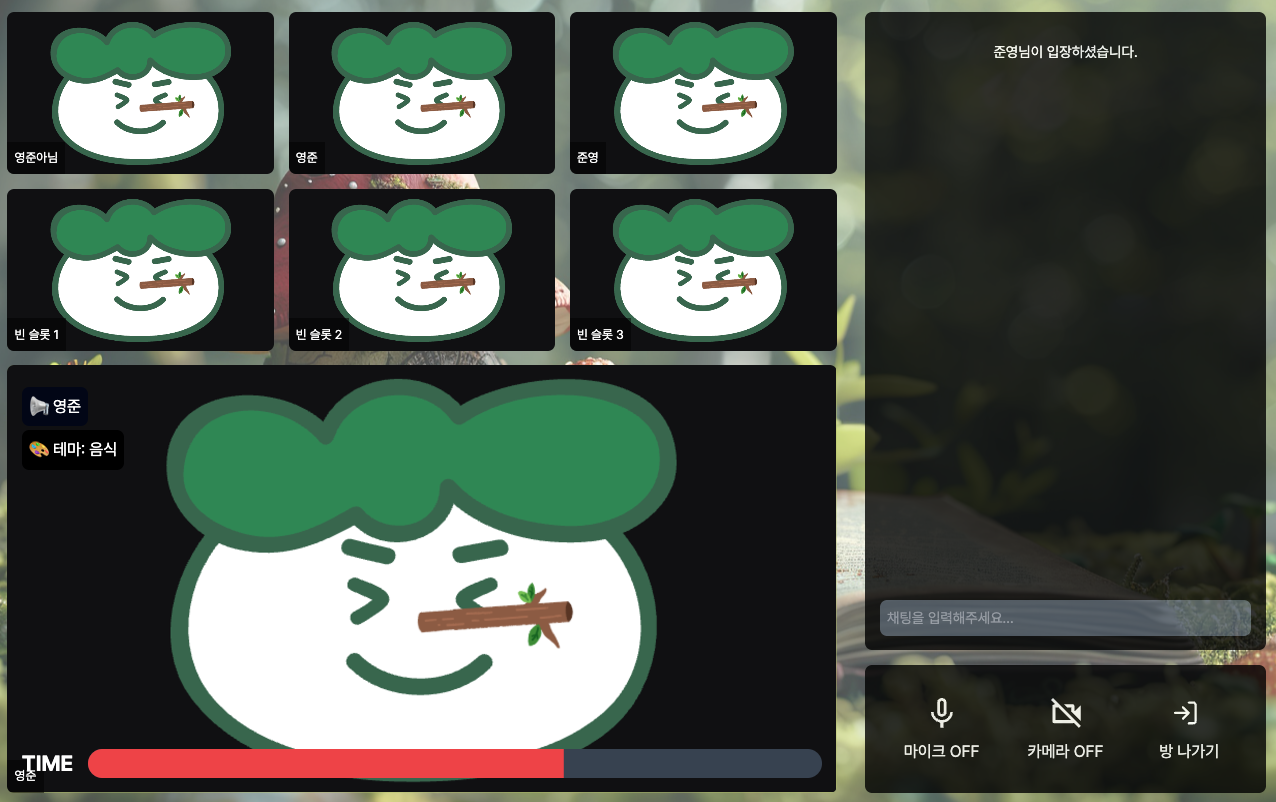 영준아님
영준
준영
빈 슬롯 1
빈 슬롯 2
빈 슬롯 3
영준
테마: 음식
TIME
영준
준영님이 입장하셨습니다.
채팅을 입력해주세요...
마이크 OFF
카메라 OFF
방 나가기